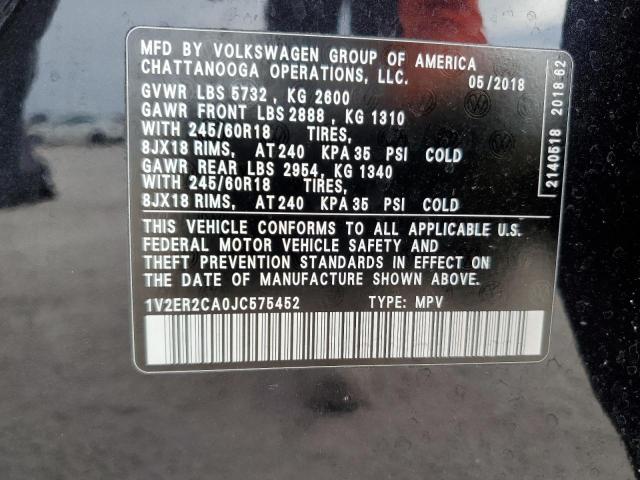 MFD BY VOLKSWAGEN GROUP OF AMERICA
CHATTANOOGA OPERATIONS, LLC.
05/2018
GVWR LBS 5732 , KG 2600
GAWR FRONT LBS 2888 , KG 1310
WITH 245/60R18 TIRES,
8JX18 RIMS, AT 240 KPA 35 PSI COLD
GAWR REAR LBS 2954, KG 1340
WITH 245/60R18 TIRES,
8JX18 RIMS, AT 240 KPA 35 PSI COLD
THIS VEHICLE CONFORMS TO ALL APPLICABLE U.S.
FEDERAL MOTOR VEHICLE SAFETY AND
THEFT PREVENTION STANDARDS IN EFFECT ON
THE DATE OF MANUFACTURE SHOWN ABOVE.
1V2ER2CA0JC575452 TYPE: MPV
2140518 2018-62